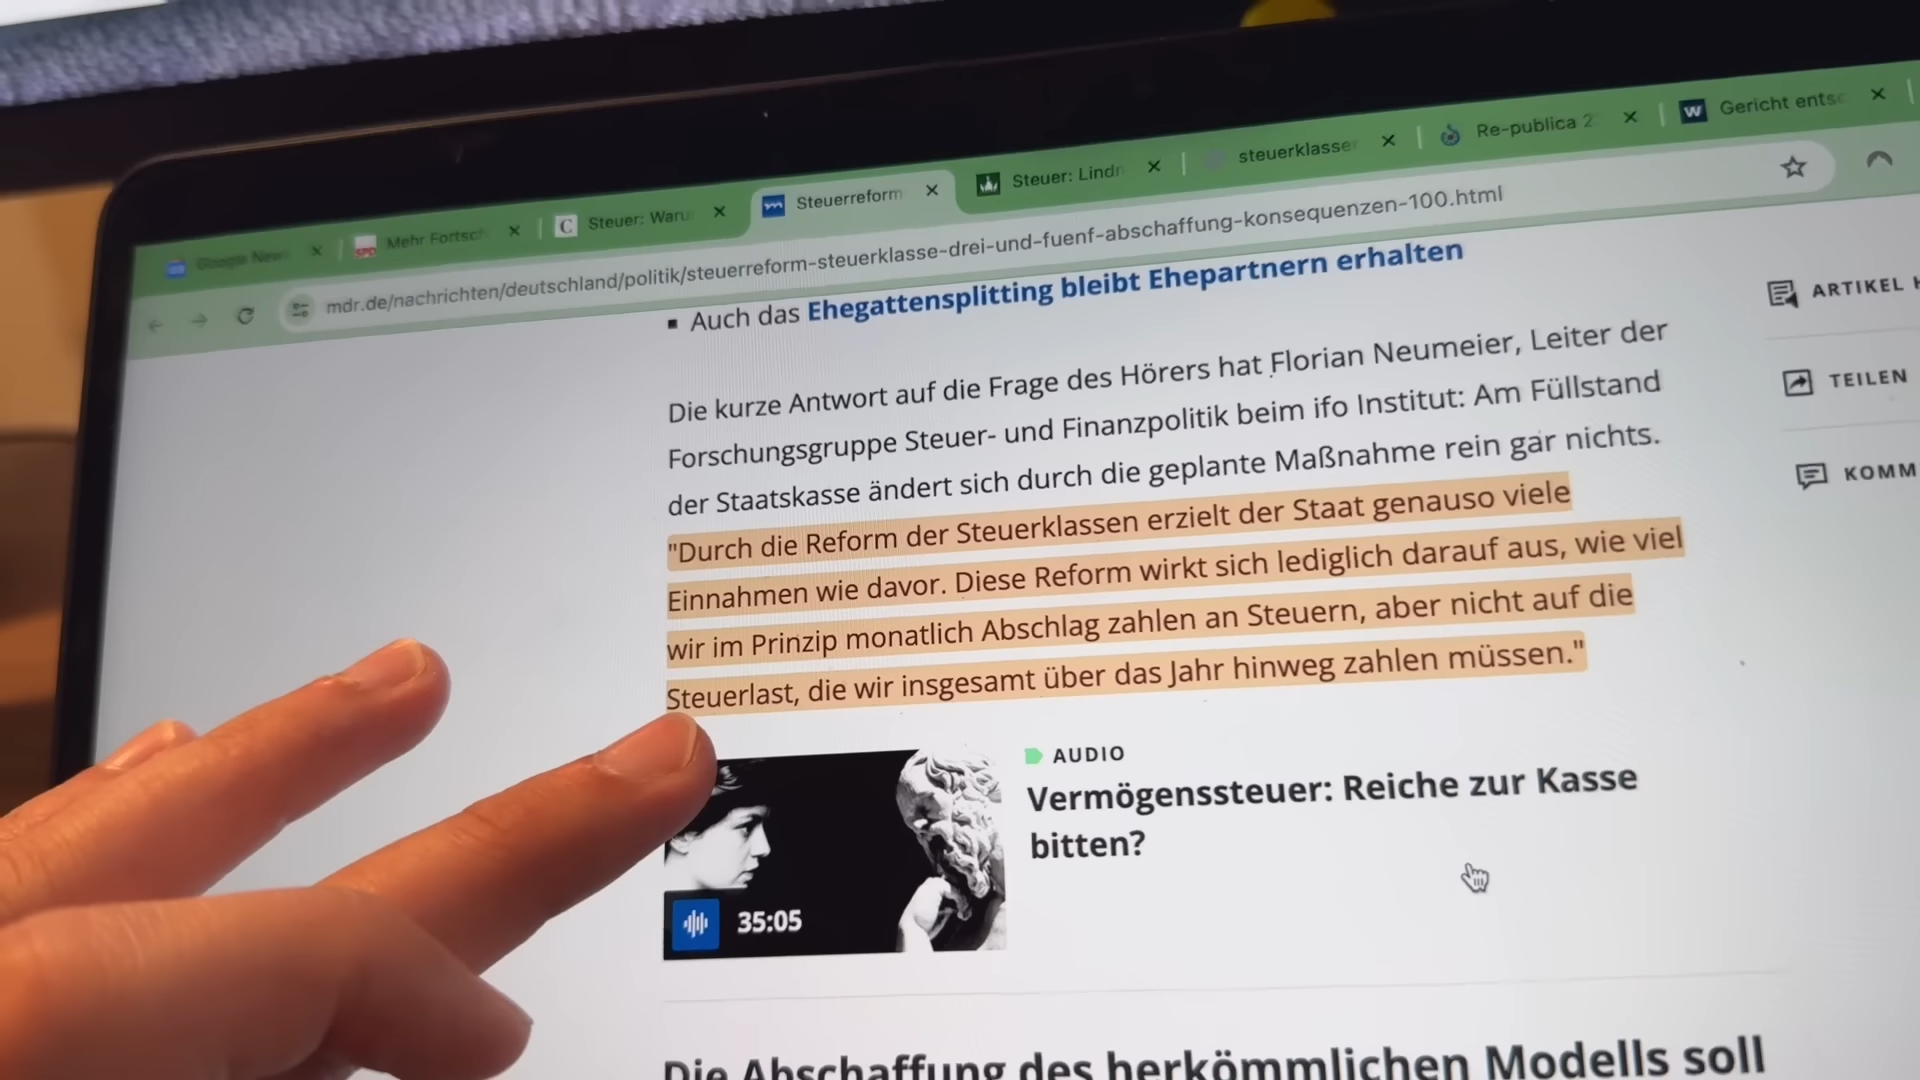 Google New
Mehr Fortsch
SPD
C
Steuer: Waru
Steuerreform
Steuer: Lindn
steuerklasser
Re-publica 2
W
Gericht entsc
mdr.de/nachrichten/deutschland/politik/steuerreform-steuerklasse-drei-und-fuenf-abschaffung-konsequenzen-100.html
Auch das Ehegattensplitting bleibt Ehepartnern erhalten
Die kurze Antwort auf die Frage des Hörers hat Florian Neumeier, Leiter der
Forschungsgruppe Steuer- und Finanzpolitik beim ifo Institut: Am Füllstand
der Staatskasse ändert sich durch die geplante Maßnahme rein gar nichts.
"Durch die Reform der Steuerklassen erzielt der Staat genauso viele
Einnahmen wie davor. Diese Reform wirkt sich lediglich darauf aus, wie viel
wir im Prinzip monatlich Abschlag zahlen an Steuern, aber nicht auf die
Steuerlast, die wir insgesamt über das Jahr hinweg zahlen müssen."
AUDIO
Vermögenssteuer: Reiche zur Kasse
bitten?
35:05
Die Abschaffung des herkömmlichen Modells soll
ARTIKEL H
TEILEN
KOMM